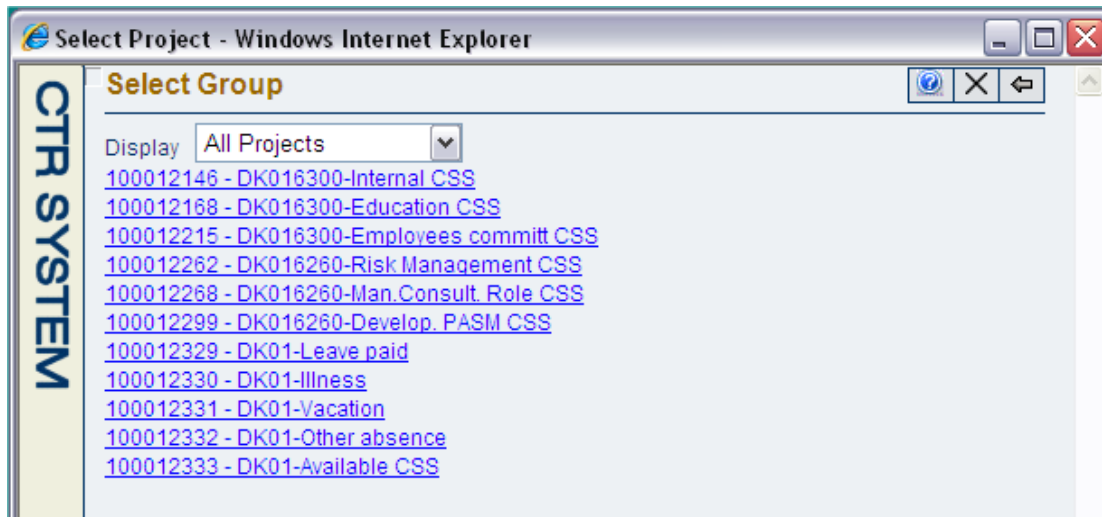 Select Project - Windows Internet Explorer
CTR SYSTEM
Select Group
Display All Projects
100012146 - DK016300-Internal CSS
100012168 - DK016300-Education CSS
100012215 - DK016300-Employees committ CSS
100012262 - DK016260-Risk Management CSS
100012268 - DK016260-Man.Consult. Role CSS
100012299 - DK016260-Develop. PASM CSS
100012329 - DK01-Leave paid
100012330 - DK01-Illness
100012331 - DK01-Vacation
100012332 - DK01-Other absence
100012333 - DK01-Available CSS